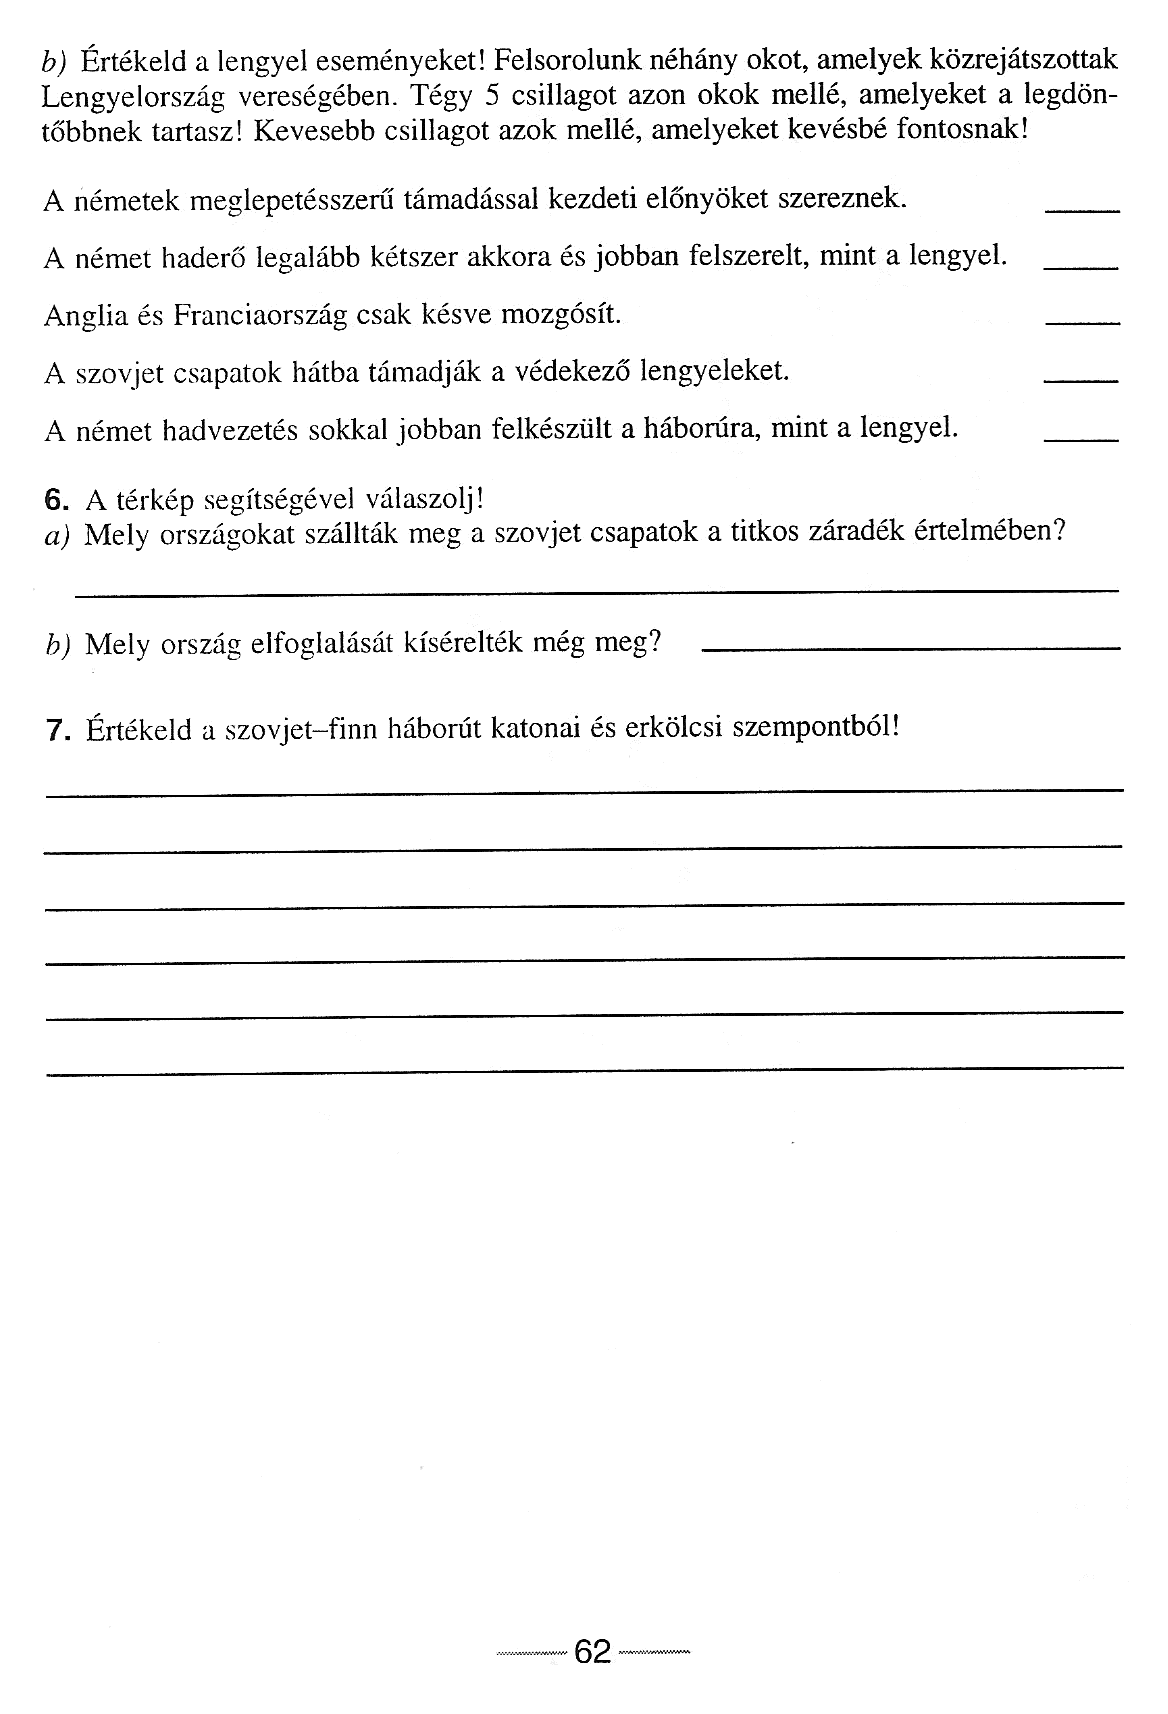 b) Értékeld a lengyel eseményeket! Felsorolunk néhány okot, amelyek közrejátszottak
Lengyelország vereségében. Tégy 5 csillagot azon okok mellé, amelyeket a legdön-
tőbbnek tartasz! Kevesebb csillagot azok mellé, amelyeket kevésbé fontosnak!
A németek meglepetésszerű támadással kezdeti előnyöket szereznek.
A német haderő legalább kétszer akkora és jobban felszerelt, mint a lengyel.
Anglia és Franciaország csak késve mozgósít.
A szovjet csapatok hátba támadják a védekező lengyeleket.
A német hadvezetés sokkal jobban felkészült a háborúra, mint a lengyel.
6. A térkép segítségével válaszolj!
a) Mely országokat szállták meg a szovjet csapatok a titkos záradék értelmében?
b) Mely ország elfoglalását kísérelték még meg?
7. Értékeld a szovjet–finn háborút katonai és erkölcsi szempontból!
62